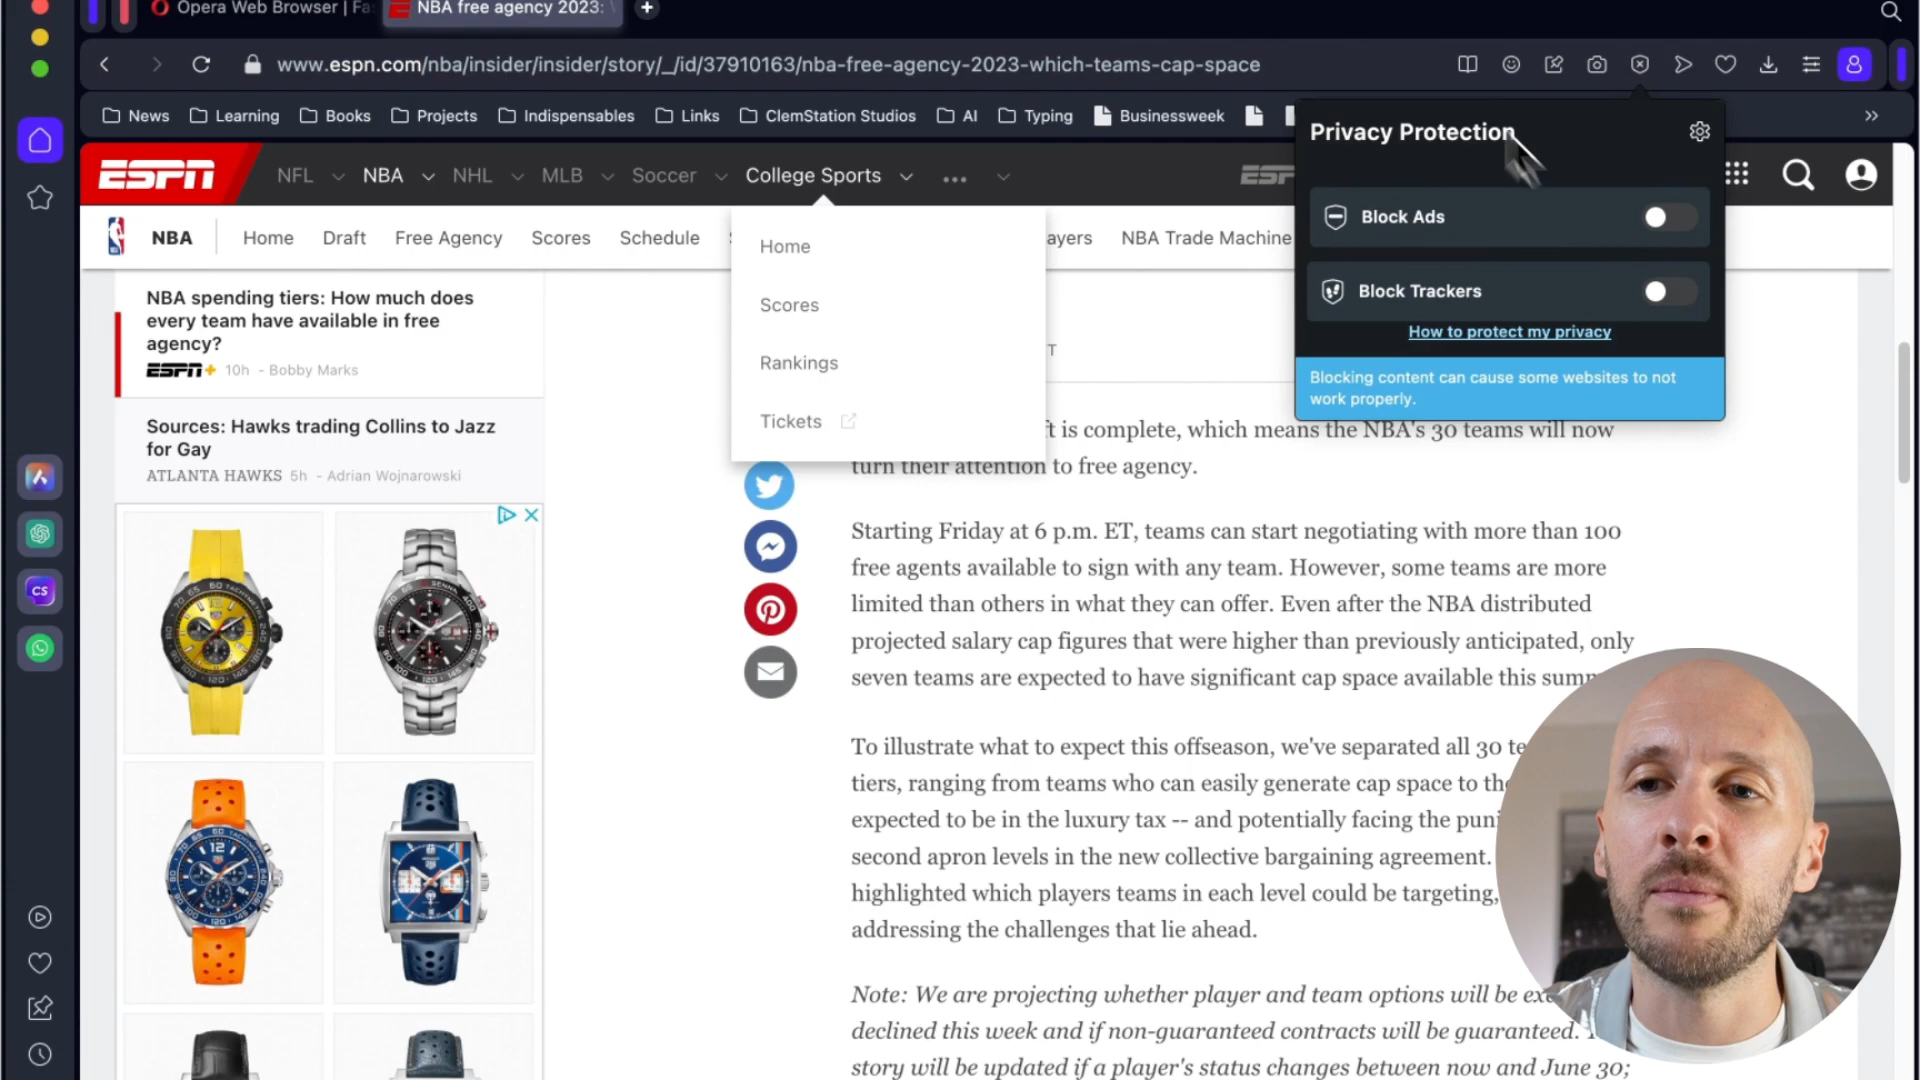 Opera Web Browser | Fa
NBA free agency 2023:
www.espn.com/nba/insider/insider/story/_/id/37910163/nba-free-agency-2023-which-teams-cap-space
News
Learning
Books
Projects
Indispensables
Links
ClemStation Studios
AI
Typing
Businessweek
Privacy Protection
Block Ads
Block Trackers
How to protect my privacy
Blocking content can cause some websites to not
work properly.
ESPN
NFL
NBA
NHL
MLB
Soccer
College Sports
...
ESP
NBA
Home
Draft
Free Agency
Scores
Schedule
ayers
NBA Trade Machine
Home
Scores
Rankings
Tickets
NBA spending tiers: How much does
every team have available in free
agency?
ESPN+ 10h - Bobby Marks
Sources: Hawks trading Collins to Jazz
for Gay
ATLANTA HAWKS 5h - Adrian Wojnarowski
CS
T
ft is complete, which means the NBA's 30 teams will now
turn their attention to free agency.
Starting Friday at 6 p.m. ET, teams can start negotiating with more than 100
free agents available to sign with any team. However, some teams are more
limited than others in what they can offer. Even after the NBA distributed
projected salary cap figures that were higher than previously anticipated, only
seven teams are expected to have significant cap space available this summ
To illustrate what to expect this offseason, we've separated all 30 te
tiers, ranging from teams who can easily generate cap space to tho
expected to be in the luxury tax -- and potentially facing the puni
second apron levels in the new collective bargaining agreement.
highlighted which players teams in each level could be targeting,
addressing the challenges that lie ahead.
Note: We are projecting whether player and team options will be exe
declined this week and if non-guaranteed contracts will be guaranteed.
story will be updated if a player's status changes between now and June 30;